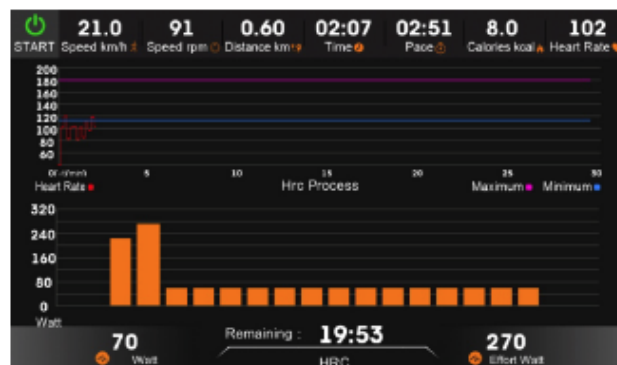 21.0 91 0.60 02:07 02:51 8.0 102
START Speed km/h Speed rpm Distance km Time Pace Calories kcal Heart Rate
200
180
160
140
120
100
80
60
5 10 15 20 25 30
Heart Rate Hrc Process Maximum Minimum
320
240
160
80
0
Watt
70 Remaining : 19:53 270
Watt HRC Effort Watt